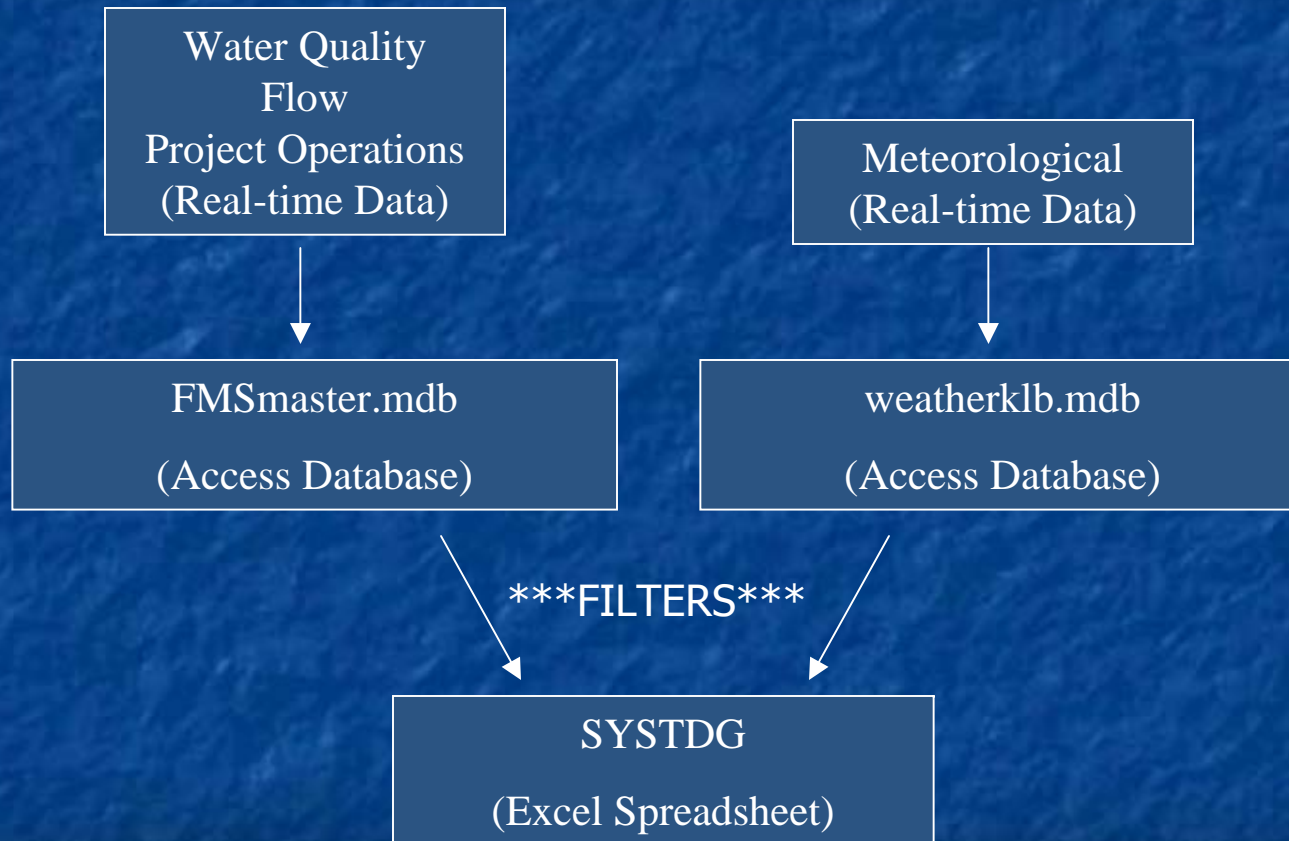 Water Quality
Flow
Project Operations
(Real-time Data)
Meteorological
(Real-time Data)
FMSmaster.mdb
(Access Database)
weatherklb.mdb
(Access Database)
***FILTERS***
SYSTDG
(Excel Spreadsheet)